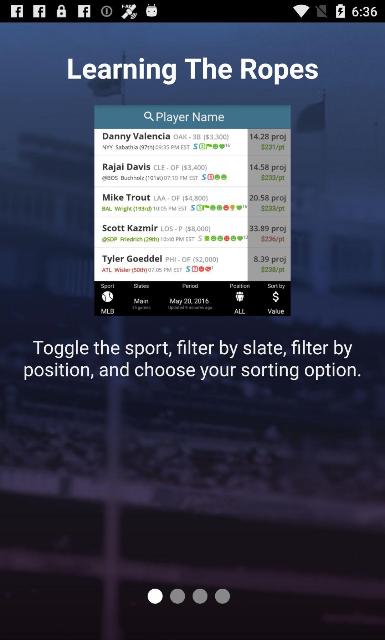 6:36
Learning The Ropes
Player Name
Danny Valencia OAK - 3B ($3,300) 14.28 proj
NYY Sabathia (97th) 09:35 PM EST $231/pt
Rajai Davis CLE - OF ($3,400) 14.58 proj
@BOS Buchholz (101st) 07:10 PM EST $233/pt
Mike Trout LAA - OF ($4,800) 20.58 proj
BAL Wright (193rd) 10:05 PM EST $233/pt
Scott Kazmir LOS - P ($8,000) 33.89 proj
@SDP Friedrich (29th) 10:40 PM EST $236/pt
Tyler Goeddel PHI - OF ($2,000) 8.39 proj
ATL Wisler (50th) 07:05 PM EST $238/pt
Sport Slates Period Position Sort by
Main May 20, 2016
MLB ALL Value
Toggle the sport, filter by slate, filter by
position, and choose your sorting option.